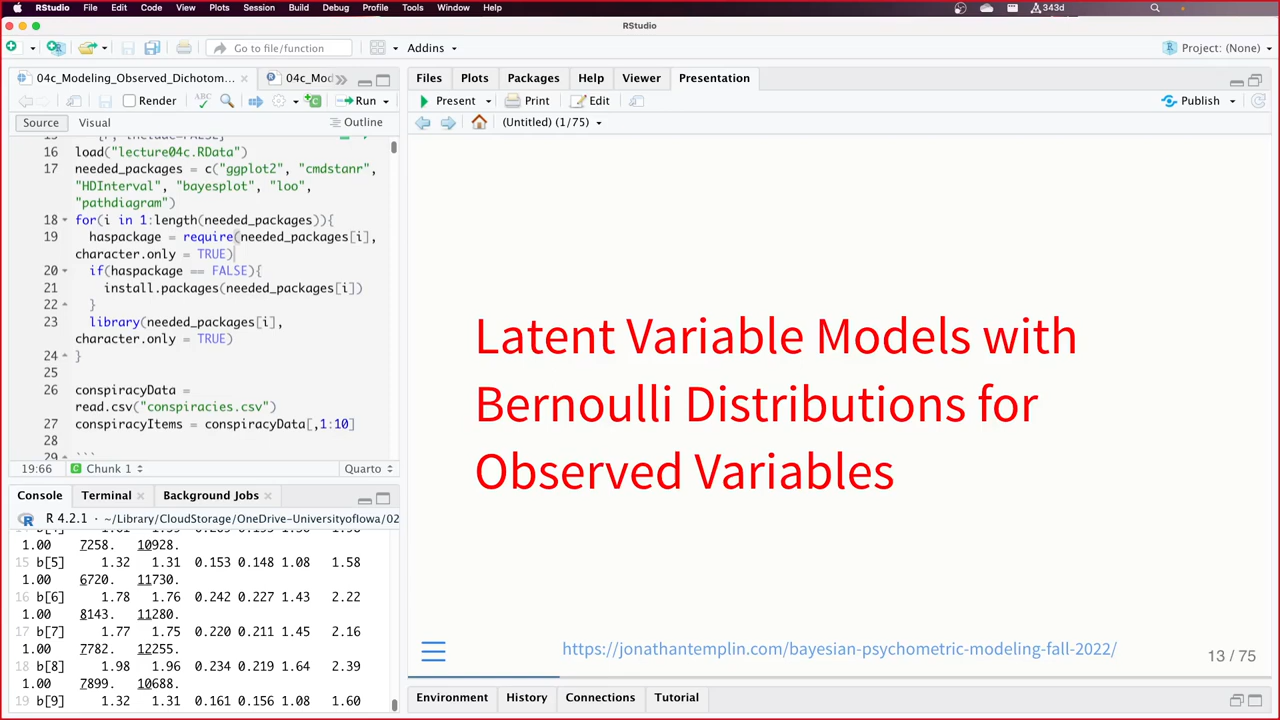 RStudio File Edit Code View Plots Session Build Debug Profile Tools Window Help 343d
RStudio
Go to file/function Addins Project: (None)
04c_Modeling_Observed_Dichotom... 04c_Mod
Render Run
Source Visual Outline
16 load("lecture04c.RData")
17 needed_packages = c("ggplot2", "cmdstanr",
"HDInterval", "bayesplot", "loo",
"pathdiagram")
18 for(i in 1:length(needed_packages)){
19 haspackage = require(needed_packages[i],
character.only = TRUE)
20 if(haspackage == FALSE){
21 install.packages(needed_packages[i])
22 }
23 library(needed_packages[i],
character.only = TRUE)
24 }
25
26 conspiracyData =
read.csv("conspiracies.csv")
27 conspiracyItems = conspiracyData[,1:10]
28
29 ```
19:66 Chunk 1 Quarto
Console Terminal Background Jobs
R 4.2.1 · ~/Library/CloudStorage/OneDrive-UniversityofIowa/02
1.00 7258. 10928.
15 b[5] 1.32 1.31 0.153 0.148 1.08 1.58
1.00 6720. 11730.
16 b[6] 1.78 1.76 0.242 0.227 1.43 2.22
1.00 8143. 11280.
17 b[7] 1.77 1.75 0.220 0.211 1.45 2.16
1.00 7782. 12255.
18 b[8] 1.98 1.96 0.234 0.219 1.64 2.39
1.00 7899. 10688.
19 b[9] 1.32 1.31 0.161 0.156 1.08 1.60
Files Plots Packages Help Viewer Presentation
Present Print Edit Publish
(Untitled) (1/75)
Latent Variable Models with
Bernoulli Distributions for
Observed Variables
https://jonathantemplin.com/bayesian-psychometric-modeling-fall-2022/
13 / 75
Environment History Connections Tutorial